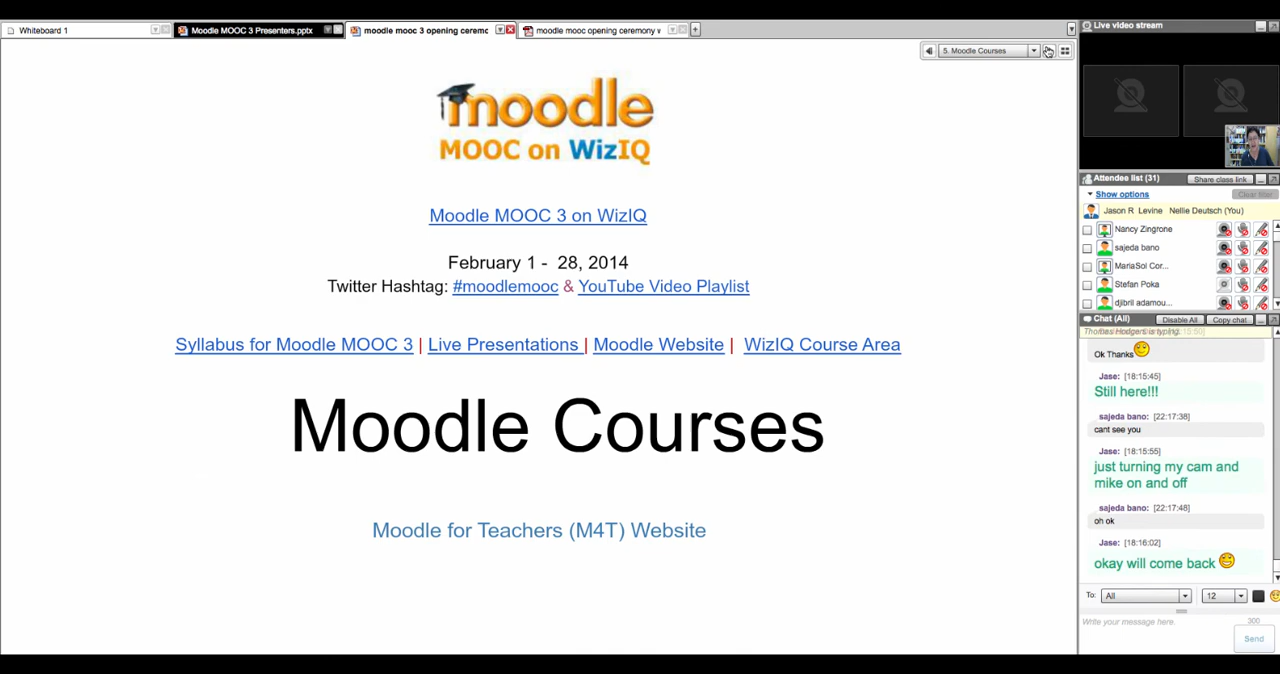 Whiteboard 1
Moodle MOOC 3 Presenters.pptx
moodle mooc 3 opening ceremc
moodle mooc opening ceremony v
5. Moodle Courses
moodle
MOOC on WizIQ
Moodle MOOC 3 on WizIQ
February 1 - 28, 2014
Twitter Hashtag: #moodlemooc & YouTube Video Playlist
Syllabus for Moodle MOOC 3 | Live Presentations | Moodle Website | WizIQ Course Area
Moodle Courses
Moodle for Teachers (M4T) Website
Live video stream
Attendee list (31)
Share class link
Show options
Clear filter
Jason R Levine Nellie Deutsch (You)
Nancy Zingrone
sajeda bano
MariaSol Cor...
Stefan Poka
djibril adamou...
Chat (All)
Disable All
Copy chat
Thomas Hodgers is typing.
Ok Thanks
Jase: [18:15:45]
Still here!!!
sajeda bano: [22:17:38]
cant see you
Jase: [18:15:55]
just turning my cam and
mike on and off
sajeda bano: [22:17:48]
oh ok
Jase: [18:16:02]
okay will come back
To: All 12
Write your message here.
300
Send